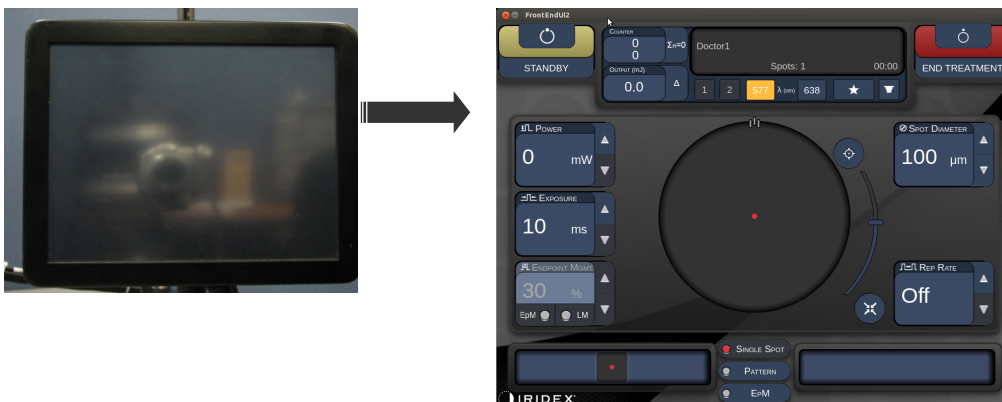 FrontEndUi2
STANDBY
COUNTER
0
0
Σn=0
OUTPUT (mJ)
0.0
Δ
Doctor1
Spots: 1 00:00
1 2 577 λ (nm) 638
END TREATMENT
POWER
0 mW
EXPOSURE
10 ms
ENDPOINT MGMT
30 %
EpM LM
SPOT DIAMETER
100 μm
REP RATE
Off
SINGLE SPOT
PATTERN
EPM
IRIDEX